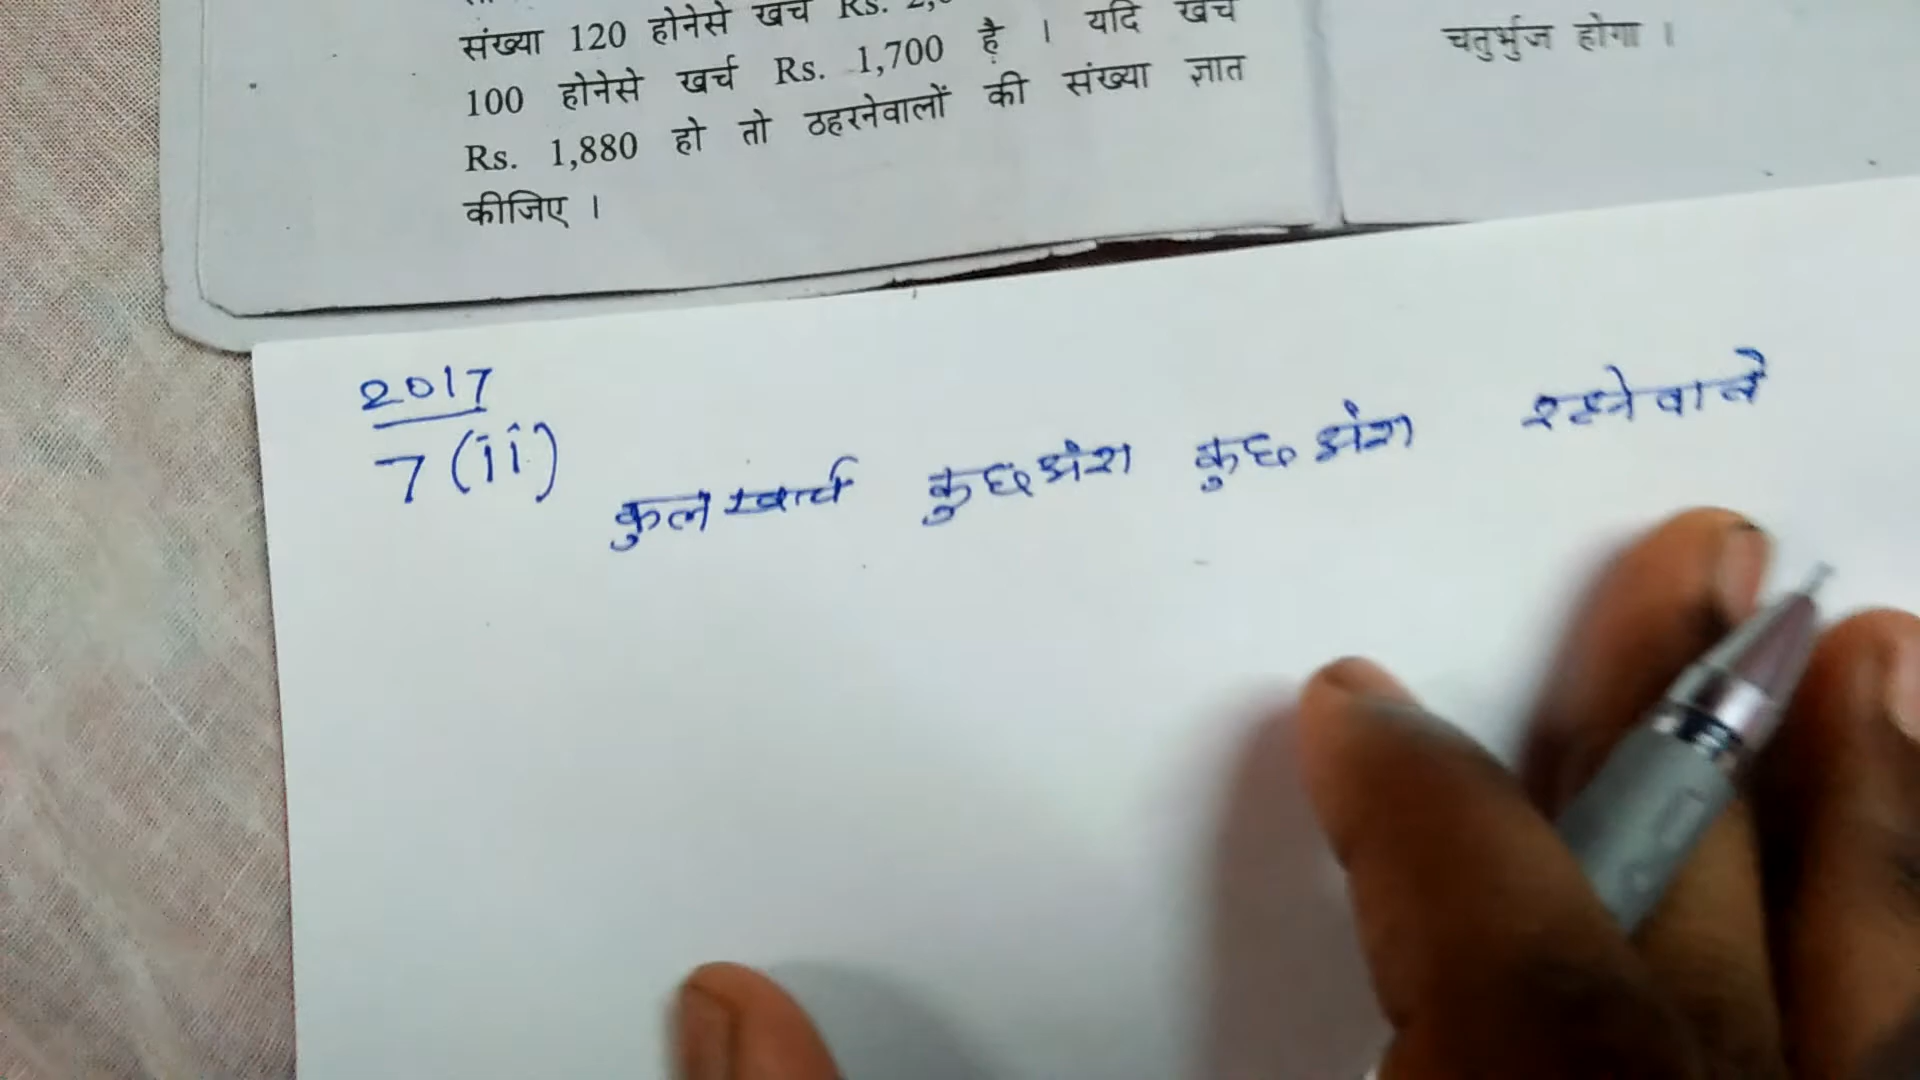 संख्या 120 होनेसे खर्च Rs.
100 होनेसे खर्च Rs. 1,700 है । यदि खर्च
Rs. 1,880 हो तो ठहरनेवालों की संख्या ज्ञात
कीजिए ।
चतुर्भुज होगा ।
2017
7 (ii)
कुल खर्च कुछ अंश कुछ अंश रहनेवाले